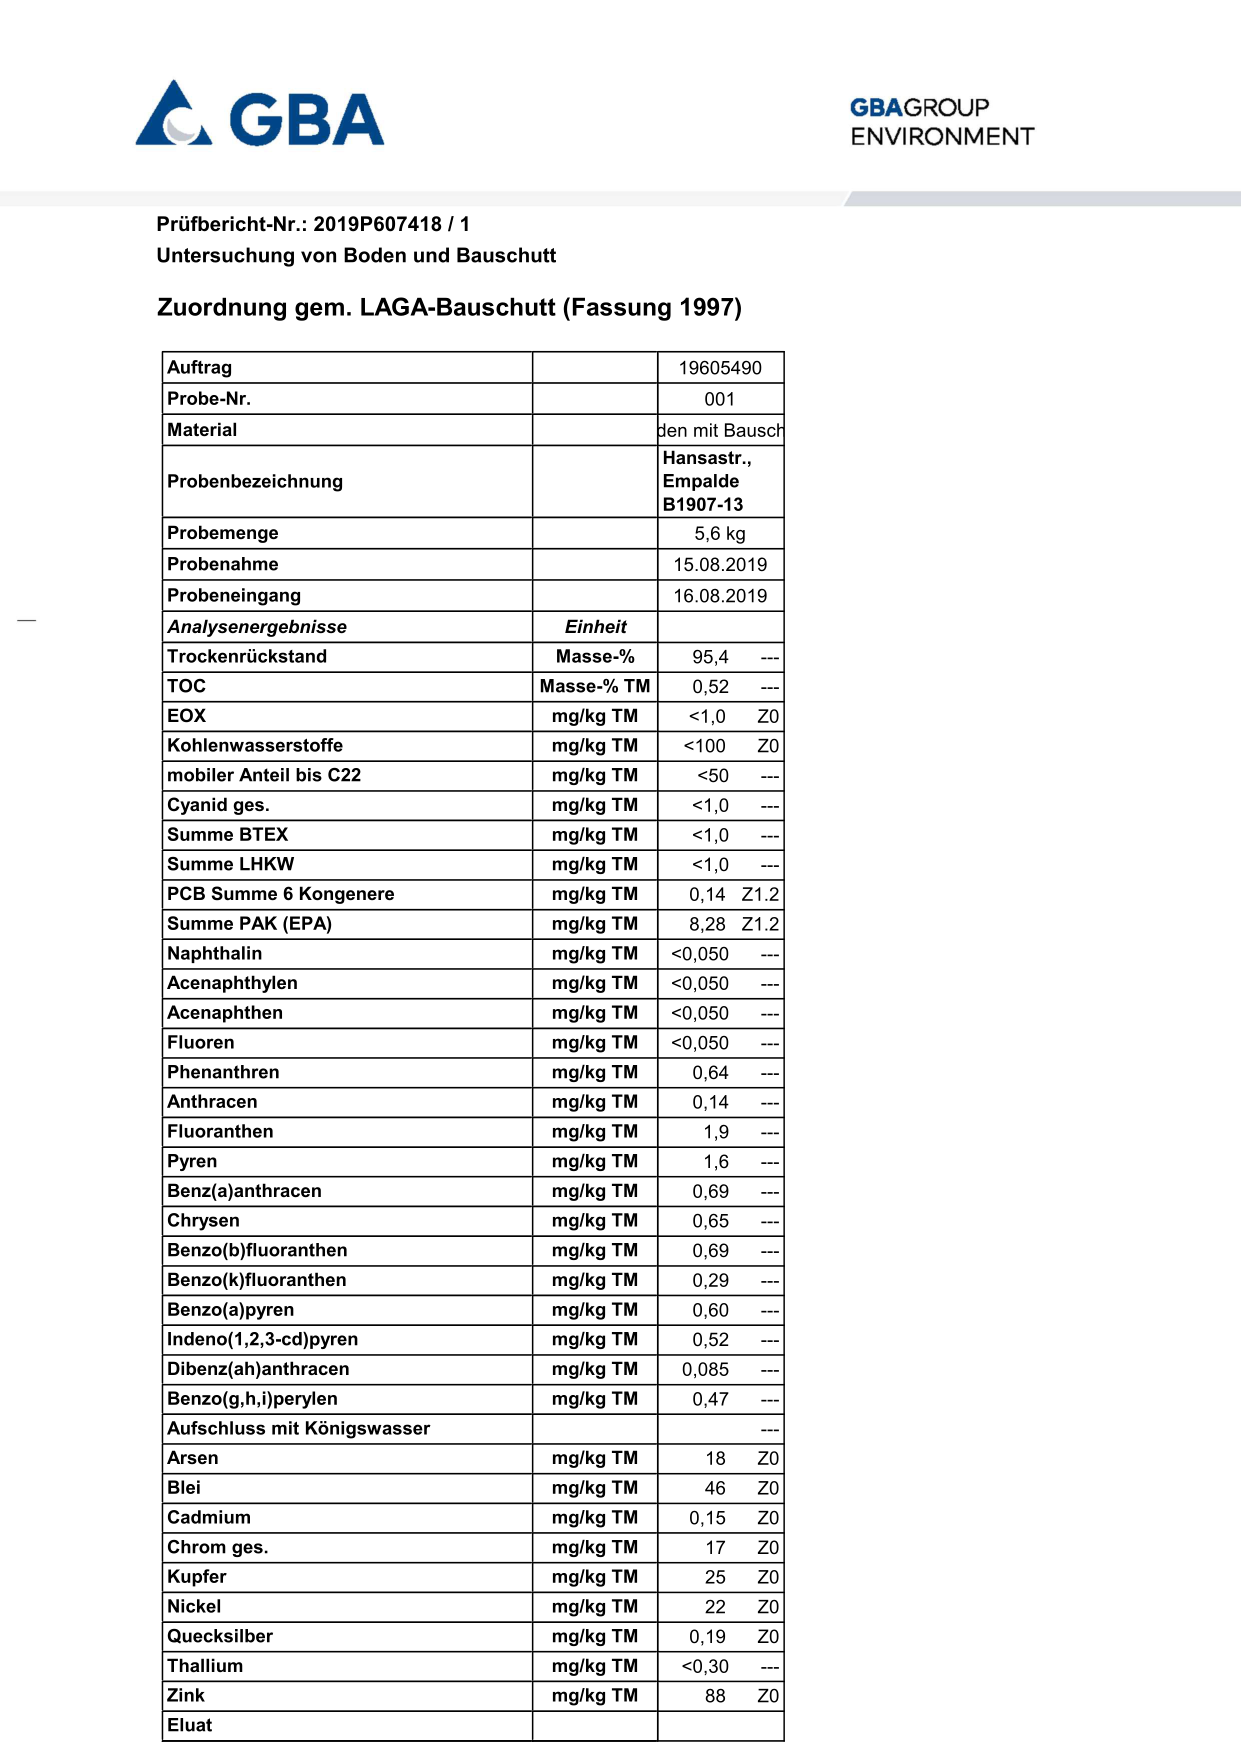 GBA
GBAGROUP
ENVIRONMENT
Prüfbericht-Nr.: 2019P607418 / 1
Untersuchung von Boden und Bauschutt
Zuordnung gem. LAGA-Bauschutt (Fassung 1997)
Auftrag 19605490
Probe-Nr. 001
Material den mit Bausch
Probenbezeichnung Hansastr.,
Empalde
B1907-13
Probemenge 5,6 kg
Probenahme 15.08.2019
Probeneingang 16.08.2019
Analysenergebnisse Einheit
Trockenrückstand Masse-% 95,4 ---
TOC Masse-% TM 0,52 ---
EOX mg/kg TM <1,0 Z0
Kohlenwasserstoffe mg/kg TM <100 Z0
mobiler Anteil bis C22 mg/kg TM <50 ---
Cyanid ges. mg/kg TM <1,0 ---
Summe BTEX mg/kg TM <1,0 ---
Summe LHKW mg/kg TM <1,0 ---
PCB Summe 6 Kongenere mg/kg TM 0,14 Z1.2
Summe PAK (EPA) mg/kg TM 8,28 Z1.2
Naphthalin mg/kg TM <0,050 ---
Acenaphthylen mg/kg TM <0,050 ---
Acenaphthen mg/kg TM <0,050 ---
Fluoren mg/kg TM <0,050 ---
Phenanthren mg/kg TM 0,64 ---
Anthracen mg/kg TM 0,14 ---
Fluoranthen mg/kg TM 1,9 ---
Pyren mg/kg TM 1,6 ---
Benz(a)anthracen mg/kg TM 0,69 ---
Chrysen mg/kg TM 0,65 ---
Benzo(b)fluoranthen mg/kg TM 0,69 ---
Benzo(k)fluoranthen mg/kg TM 0,29 ---
Benzo(a)pyren mg/kg TM 0,60 ---
Indeno(1,2,3-cd)pyren mg/kg TM 0,52 ---
Dibenz(ah)anthracen mg/kg TM 0,085 ---
Benzo(g,h,i)perylen mg/kg TM 0,47 ---
Aufschluss mit Königswasser ---
Arsen mg/kg TM 18 Z0
Blei mg/kg TM 46 Z0
Cadmium mg/kg TM 0,15 Z0
Chrom ges. mg/kg TM 17 Z0
Kupfer mg/kg TM 25 Z0
Nickel mg/kg TM 22 Z0
Quecksilber mg/kg TM 0,19 Z0
Thallium mg/kg TM <0,30 ---
Zink mg/kg TM 88 Z0
Eluat